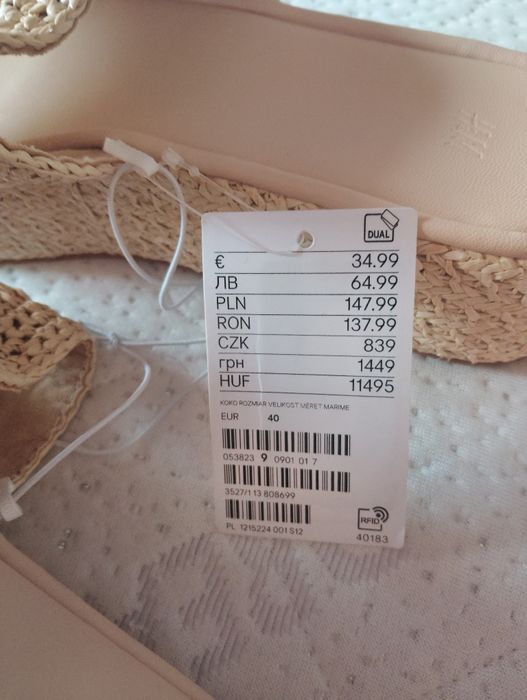 DUAL
€ 34.99
ЛВ 64.99
PLN 147.99
RON 137.99
CZK 839
грн 1449
HUF 11495
KOKO ROZMIAR VELIKOST MÉRET MARIME
EUR 40
053823 9 0901 01 7
3527/113 808699
PL 1215224 001 S12
RFID
40183